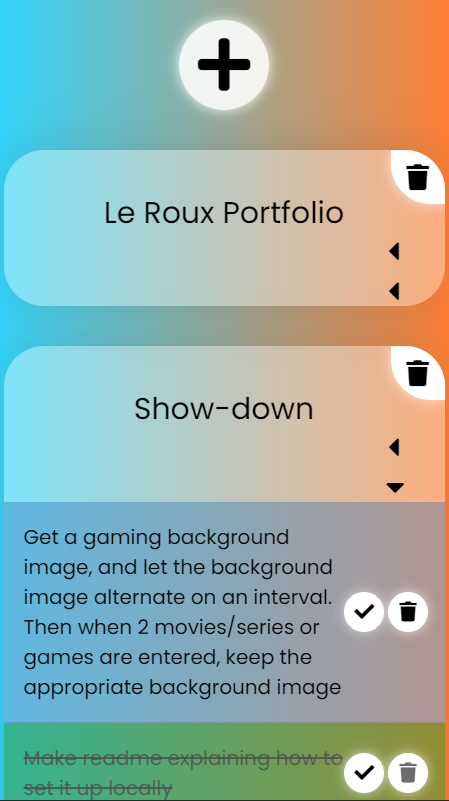 Le Roux Portfolio
Show-down
Get a gaming background
image, and let the background
image alternate on an interval.
Then when 2 movies/series or
games are entered, keep the
appropriate background image
Make readme explaining how to
set it up locally